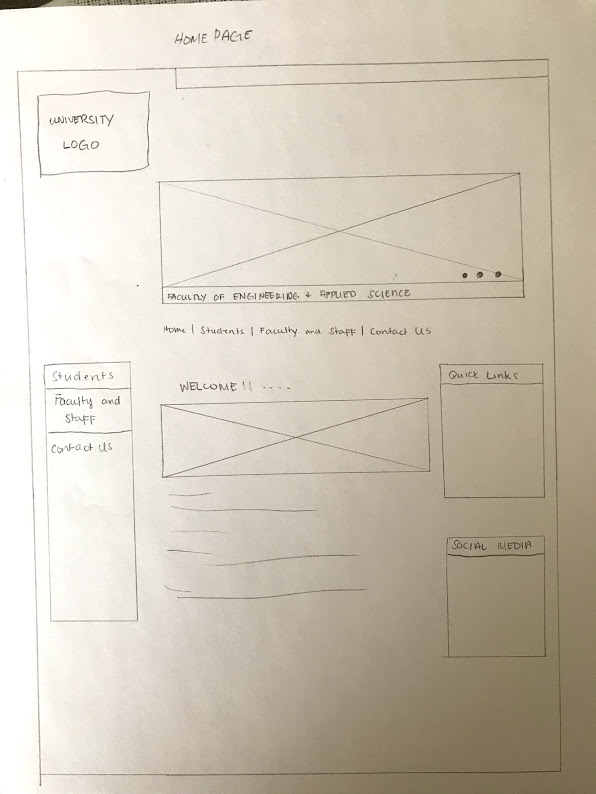 HOME PAGE
UNIVERSITY
LOGO
FACULTY OF ENGINEERING & APPLIED SCIENCE
Home | Students | Faculty and Staff | Contact Us
Students
Faculty and
Staff
Contact Us
WELCOME!! ....
QUICK LINKS
SOCIAL MEDIA